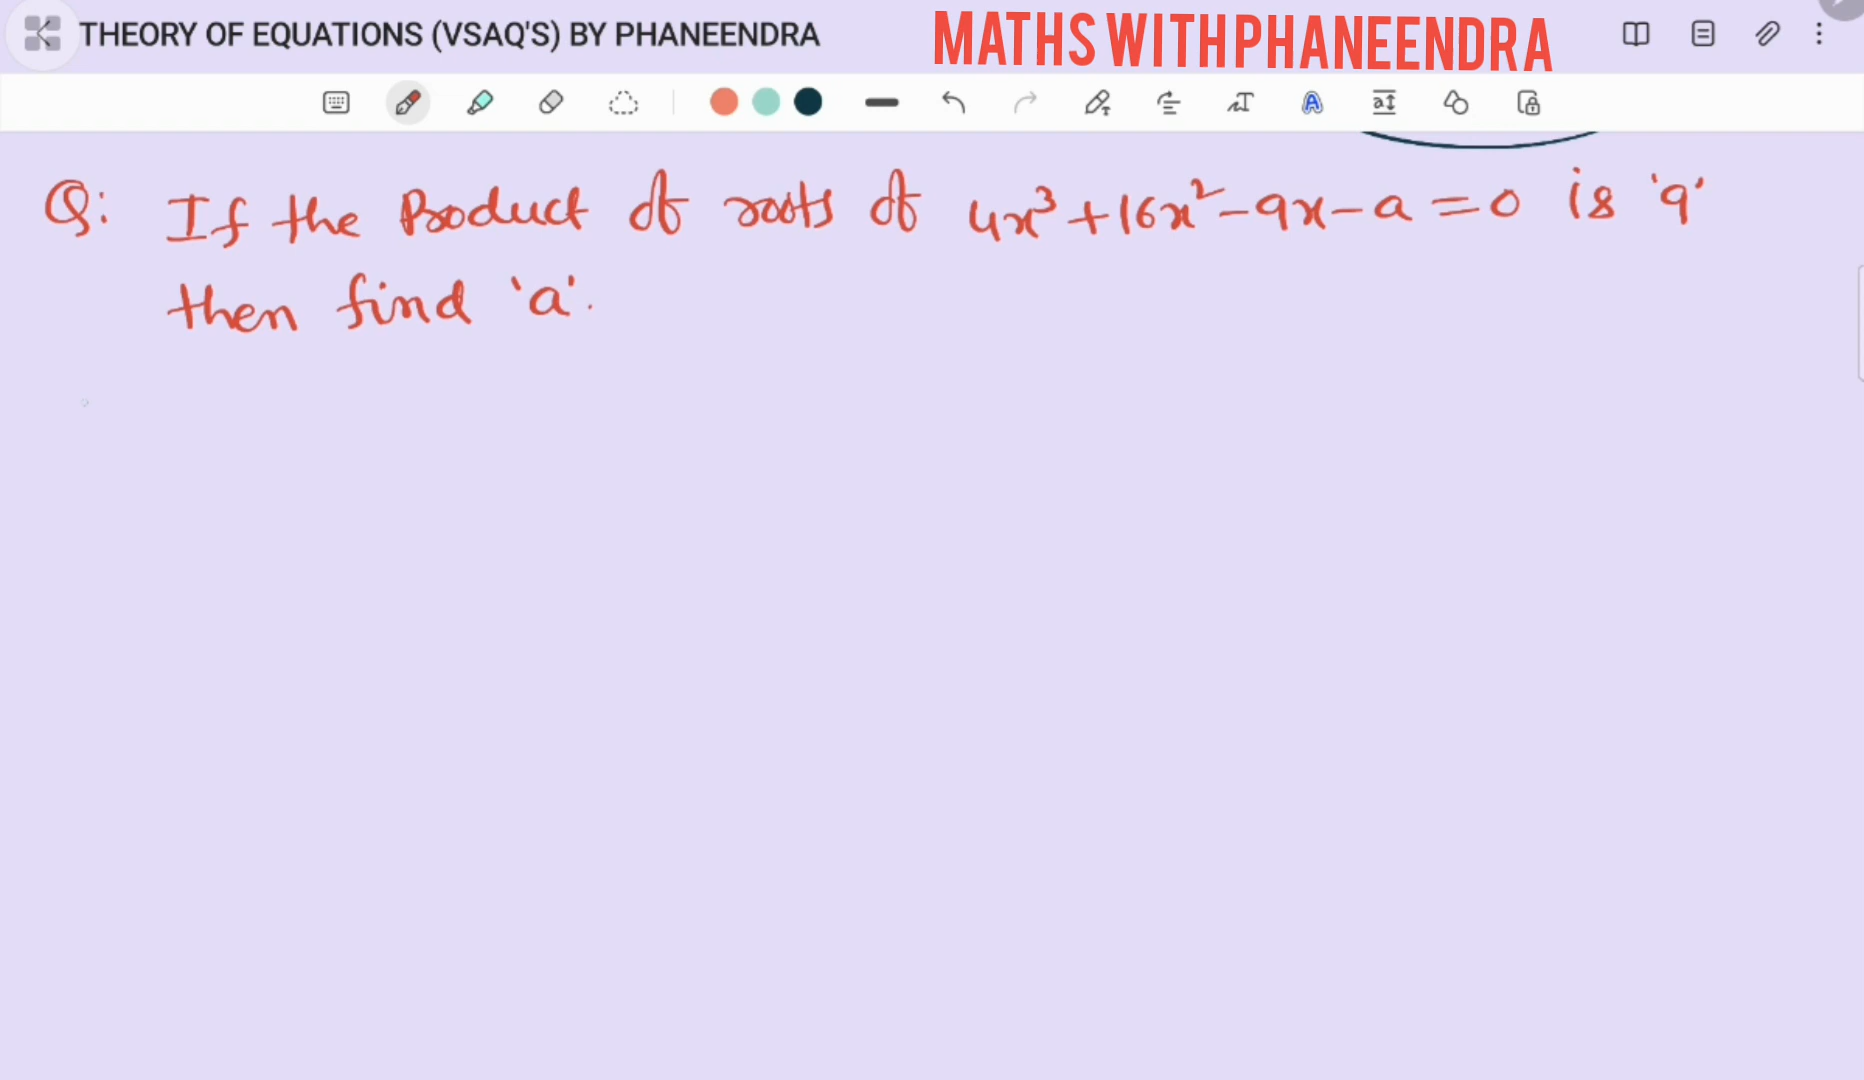 THEORY OF EQUATIONS (VSAQ'S) BY PHANEENDRA
MATHS WITH PHANEENDRA
Q: If the Product of roots of 4x³+16x²-9x-a=0 is '9'
then find 'a'.